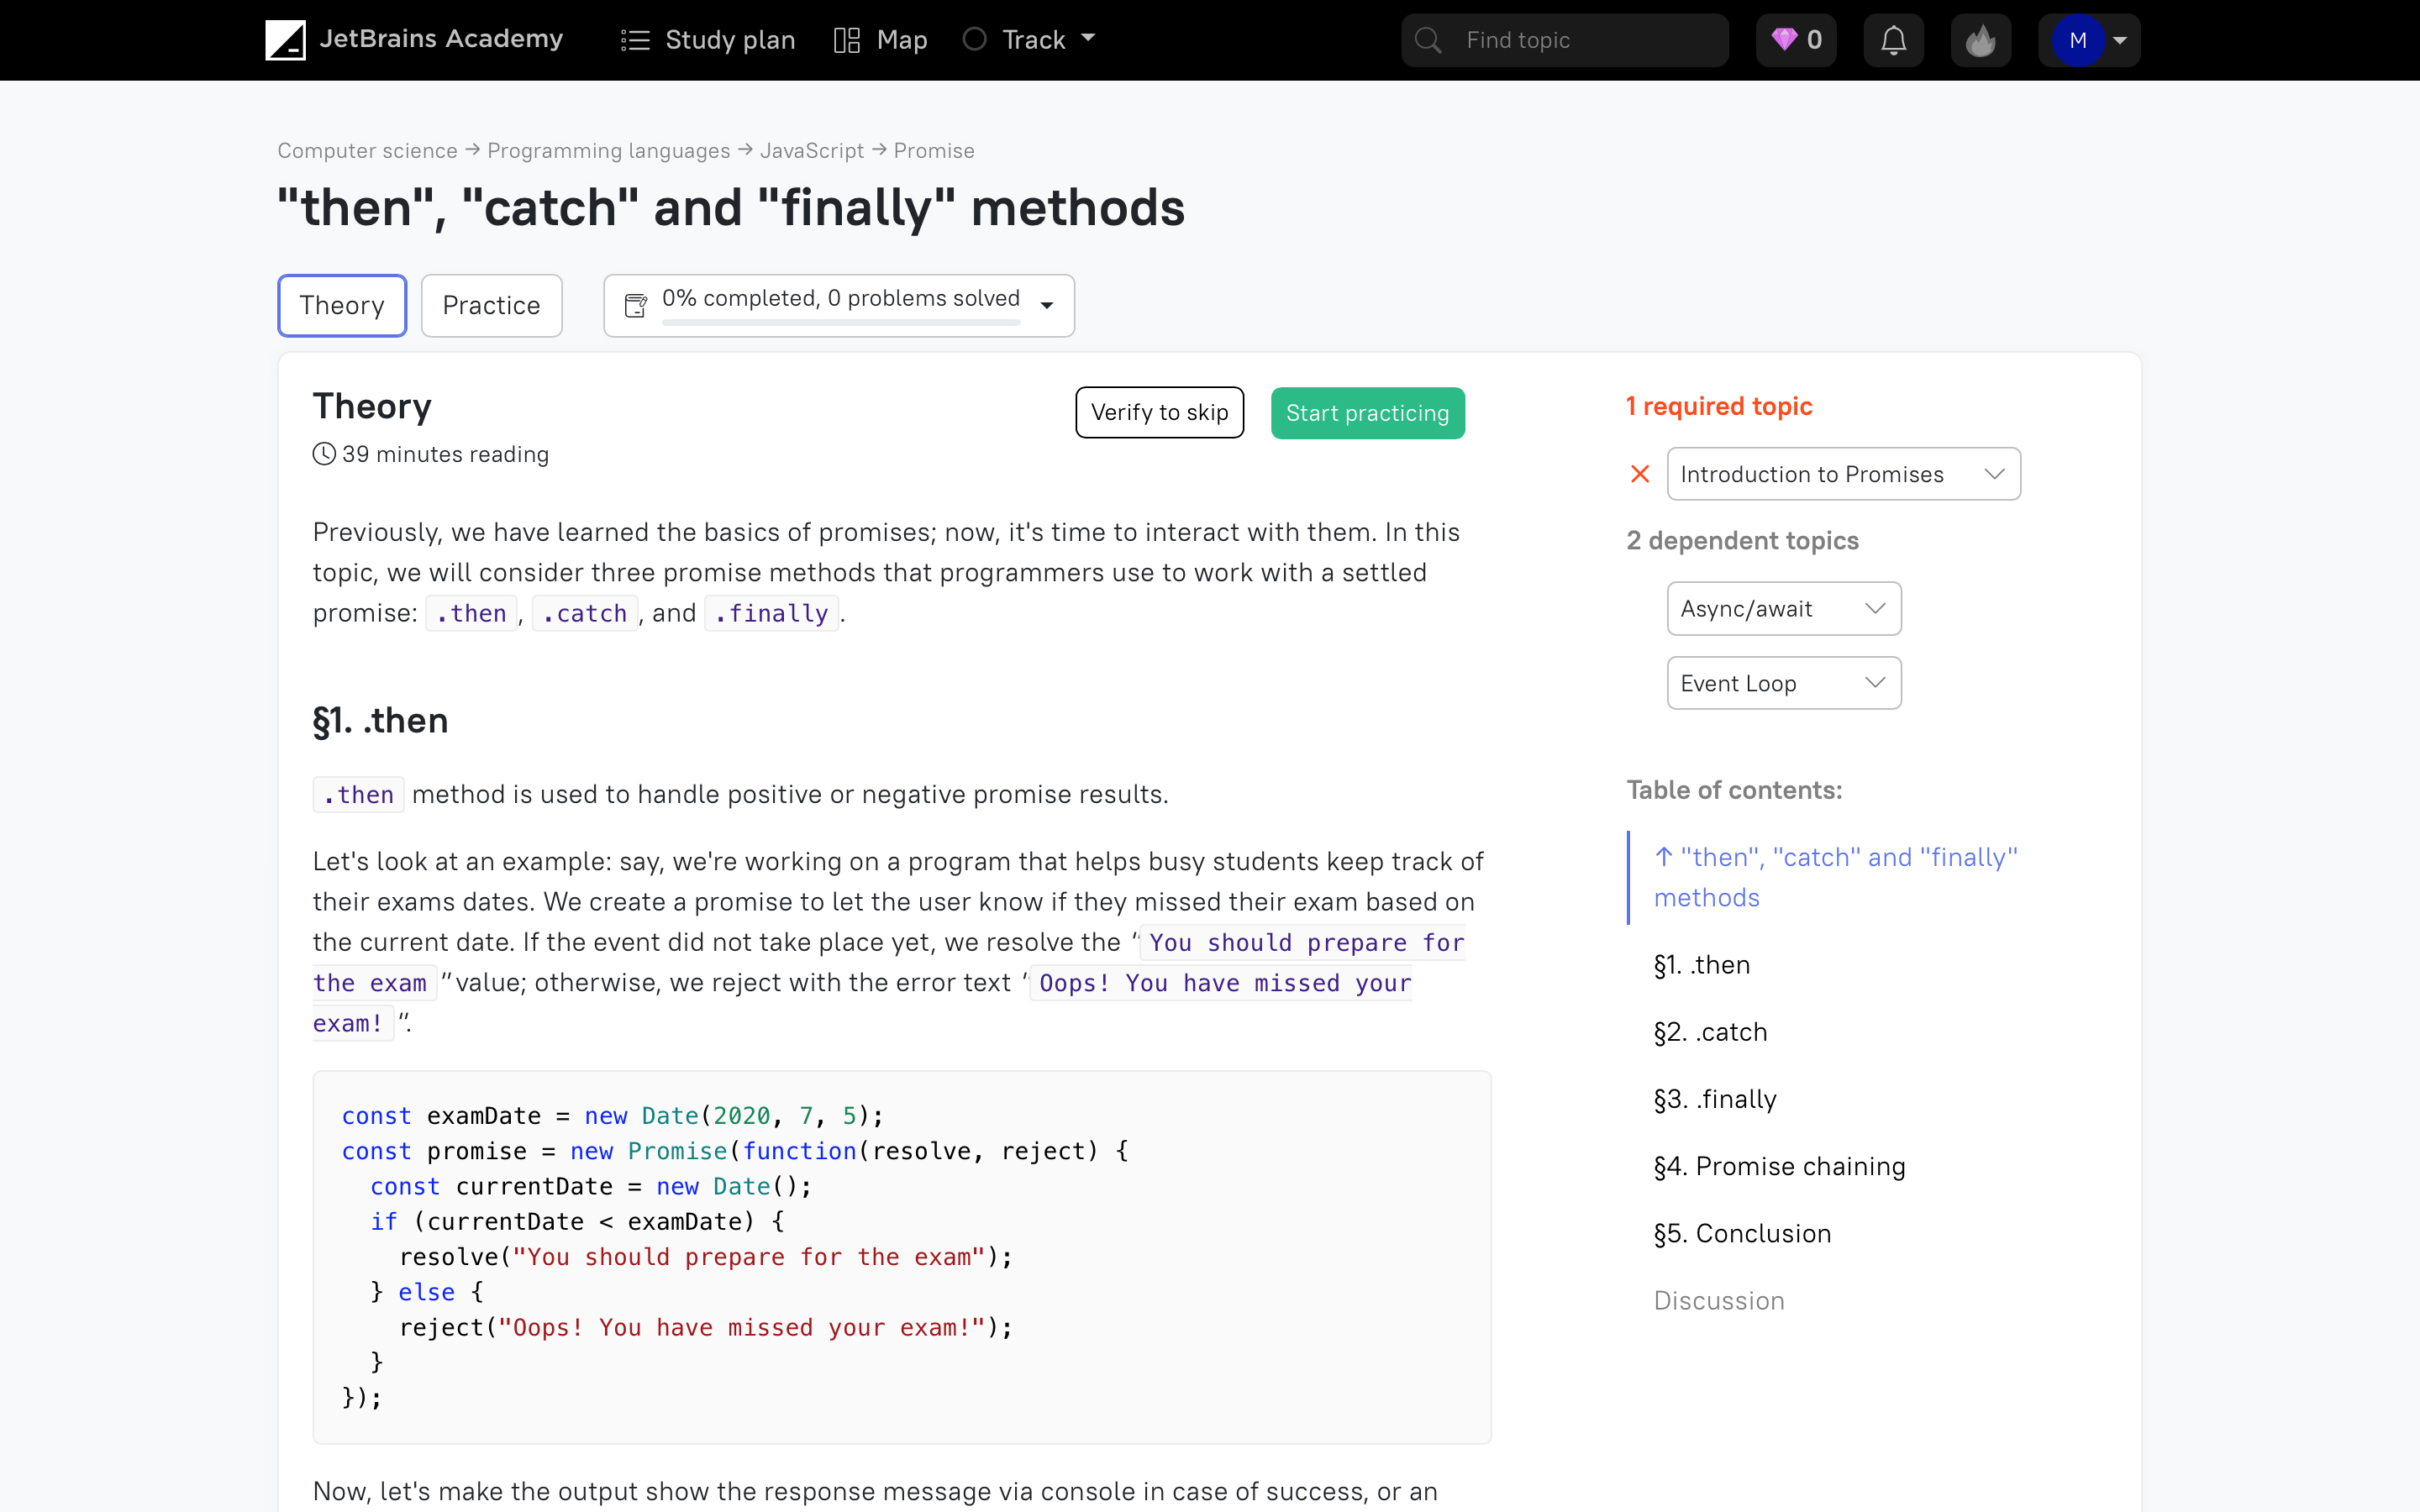 JetBrains Academy
Study plan
Map
Track
Find topic
0
M
Computer science → Programming languages → JavaScript → Promise
"then", "catch" and "finally" methods
Theory
Practice
0% completed, 0 problems solved
Theory
Verify to skip
Start practicing
39 minutes reading
Previously, we have learned the basics of promises; now, it's time to interact with them. In this
topic, we will consider three promise methods that programmers use to work with a settled
promise: .then, .catch, and .finally.
§1. .then
.then method is used to handle positive or negative promise results.
Let's look at an example: say, we're working on a program that helps busy students keep track of
their exams dates. We create a promise to let the user know if they missed their exam based on
the current date. If the event did not take place yet, we resolve the “You should prepare for
the exam” value; otherwise, we reject with the error text “Oops! You have missed your
exam!“.
const examDate = new Date(2020, 7, 5);
const promise = new Promise(function(resolve, reject) {
  const currentDate = new Date();
  if (currentDate < examDate) {
    resolve("You should prepare for the exam");
  } else {
    reject("Oops! You have missed your exam!");
  }
});
Now, let's make the output show the response message via console in case of success, or an
1 required topic
Introduction to Promises
2 dependent topics
Async/await
Event Loop
Table of contents:
↑ "then", "catch" and "finally"
methods
§1. .then
§2. .catch
§3. .finally
§4. Promise chaining
§5. Conclusion
Discussion